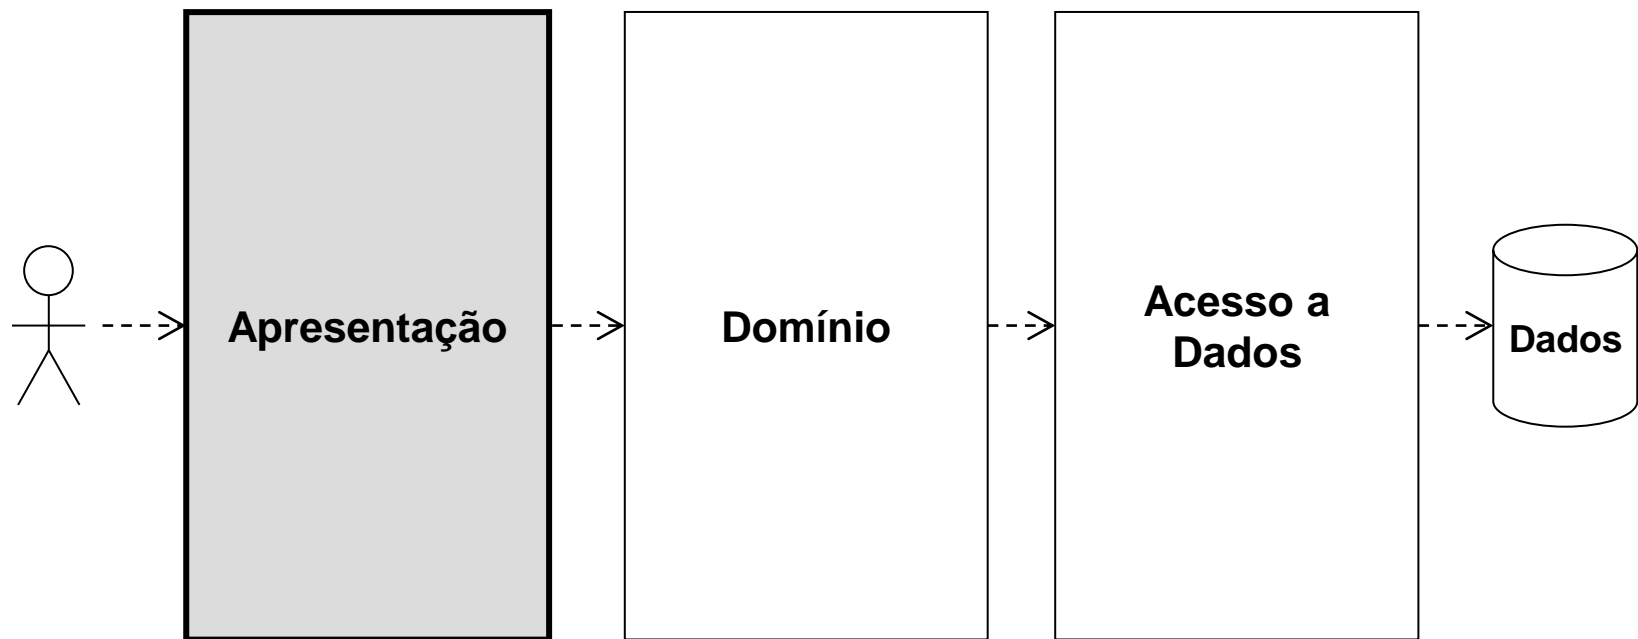 Apresentação
Domínio
Acesso a
Dados
Dados